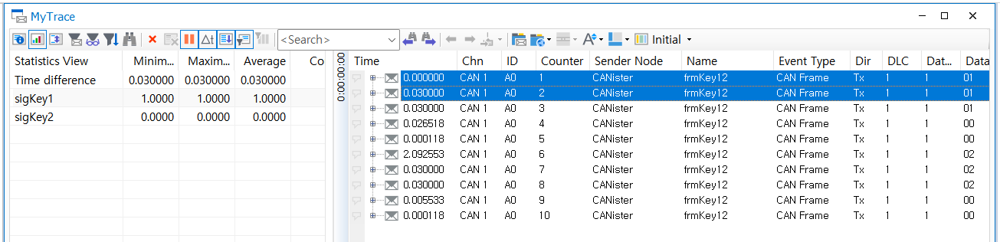 MyTrace
<Search> Initial
Statistics View Minim... Maxim... Average Co
Time difference 0.030000 0.030000 0.030000
sigKey1 1.0000 1.0000 1.0000
sigKey2 0.0000 0.0000 0.0000
0:00:00:00
Time Chn ID Counter Sender Node Name Event Type Dir DLC Dat... Data
0.000000 CAN 1 A0 1 CANister frmKey12 CAN Frame Tx 1 1 01
0.030000 CAN 1 A0 2 CANister frmKey12 CAN Frame Tx 1 1 01
0.030000 CAN 1 A0 3 CANister frmKey12 CAN Frame Tx 1 1 01
0.026518 CAN 1 A0 4 CANister frmKey12 CAN Frame Tx 1 1 00
0.000118 CAN 1 A0 5 CANister frmKey12 CAN Frame Tx 1 1 00
2.092553 CAN 1 A0 6 CANister frmKey12 CAN Frame Tx 1 1 02
0.030000 CAN 1 A0 7 CANister frmKey12 CAN Frame Tx 1 1 02
0.030000 CAN 1 A0 8 CANister frmKey12 CAN Frame Tx 1 1 02
0.005533 CAN 1 A0 9 CANister frmKey12 CAN Frame Tx 1 1 00
0.000118 CAN 1 A0 10 CANister frmKey12 CAN Frame Tx 1 1 00